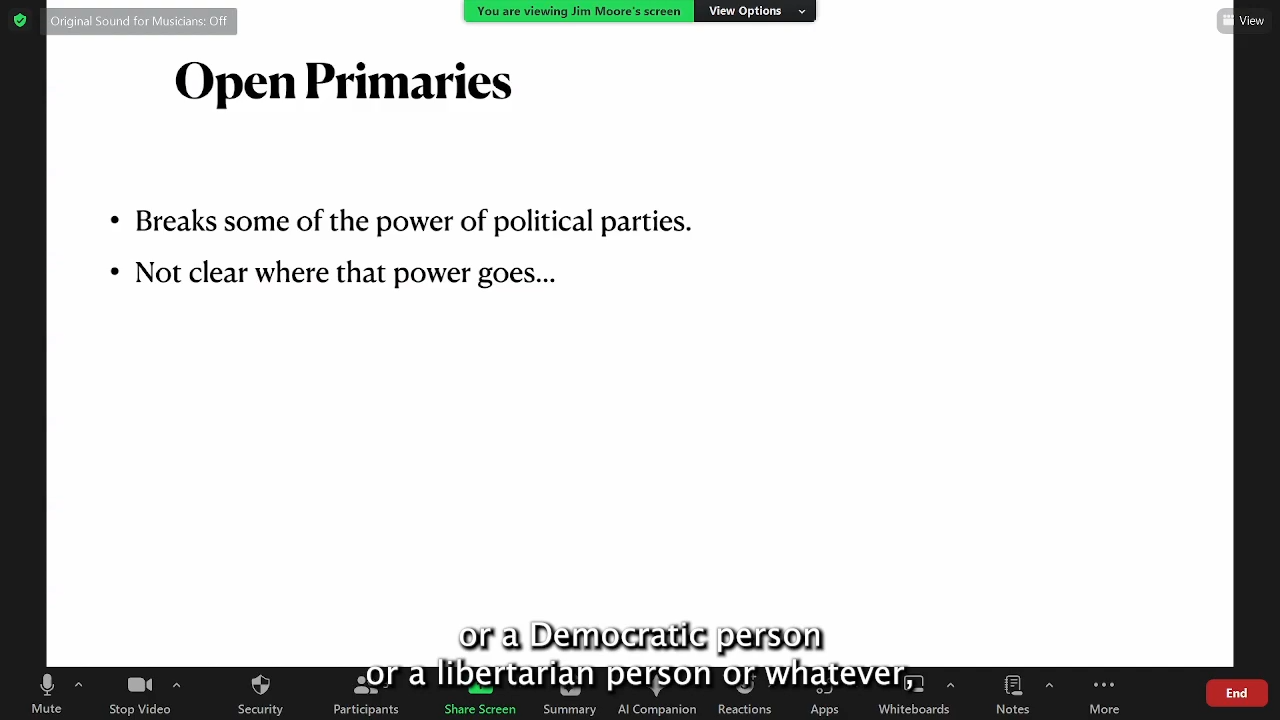 Original Sound for Musicians: Off
You are viewing Jim Moore's screen
View Options
View
Open Primaries
• Breaks some of the power of political parties.
• Not clear where that power goes...
or a Democratic person
or a libertarian person or whatever,
Mute
Stop Video
Security
Participants
Share Screen
Summary
AI Companion
Reactions
Apps
Whiteboards
Notes
More
End